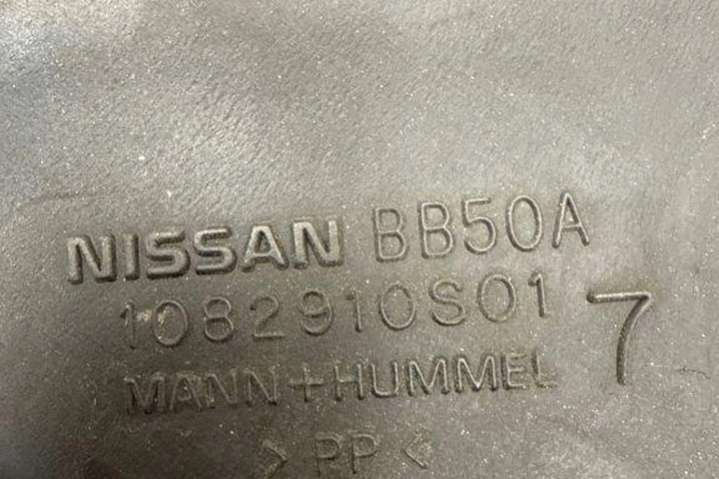 NISSAN BB50A
1082910S01
7
MANN+HUMMEL
> PP <